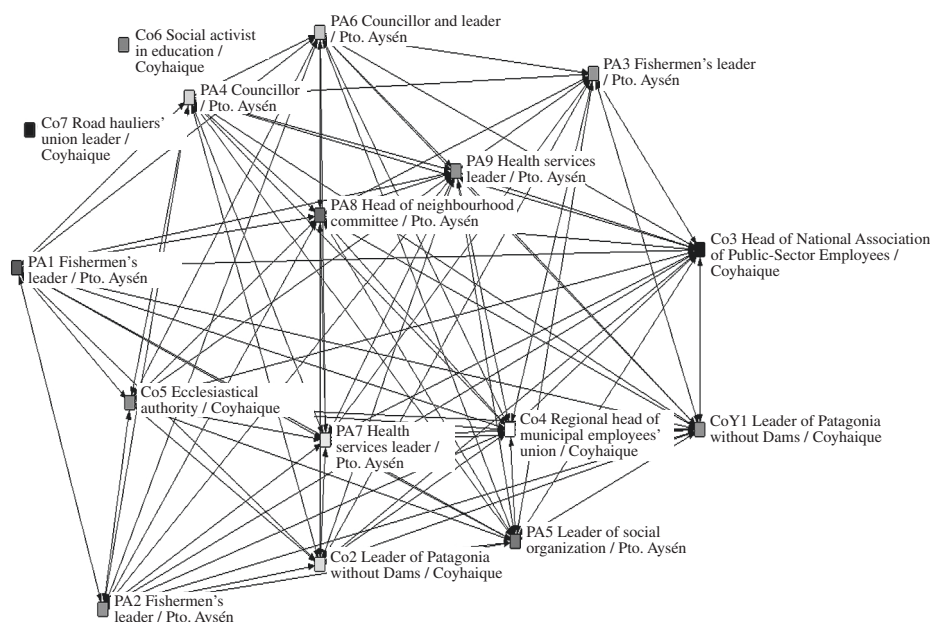 PA6 Councillor and leader
/ Pto. Aysén
Co6 Social activist
in education /
Coyhaique
PA3 Fishermen's leader
/ Pto. Aysén
PA4 Councillor
/ Pto. Aysén
Co7 Road hauliers'
union leader /
Coyhaique
PA9 Health services
leader / Pto. Aysén
PA8 Head of neighbourhood
committee / Pto. Aysén
Co3 Head of National Association
of Public-Sector Employees /
Coyhaique
PA1 Fishermen's
leader / Pto. Aysén
Co5 Ecclesiastical
authority / Coyhaique
PA7 Health
services leader /
Pto. Aysén
Co4 Regional head of
municipal employees'
union / Coyhaique
CoY1 Leader of Patagonia
without Dams / Coyhaique
PA5 Leader of social
organization / Pto. Aysén
Co2 Leader of Patagonia
without Dams / Coyhaique
PA2 Fishermen's
leader / Pto. Aysén